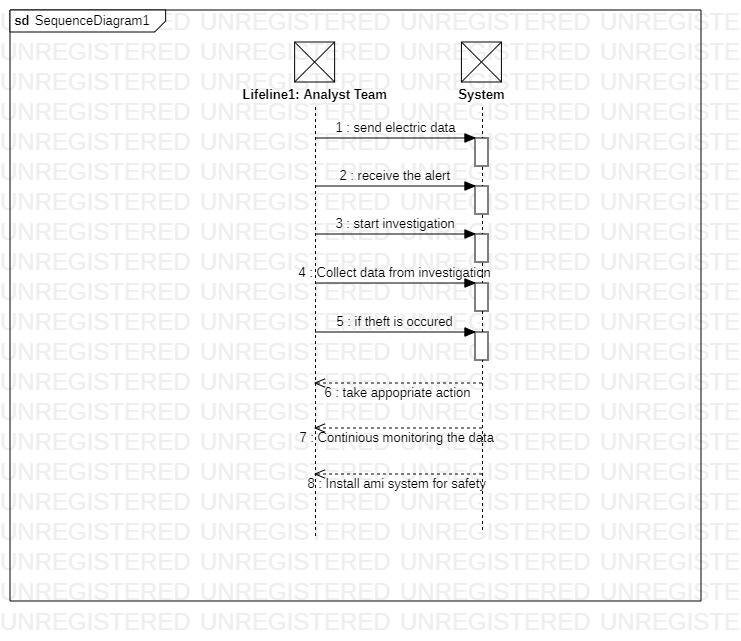 sd SequenceDiagram1
Lifeline1: Analyst Team
System
1 : send electric data
2 : receive the alert
3 : start investigation
4 : Collect data from investigation
5 : if theft is occured
6 : take appopriate action
7 : Continious monitoring the data
8 : Install ami system for safety
UNREGISTERED